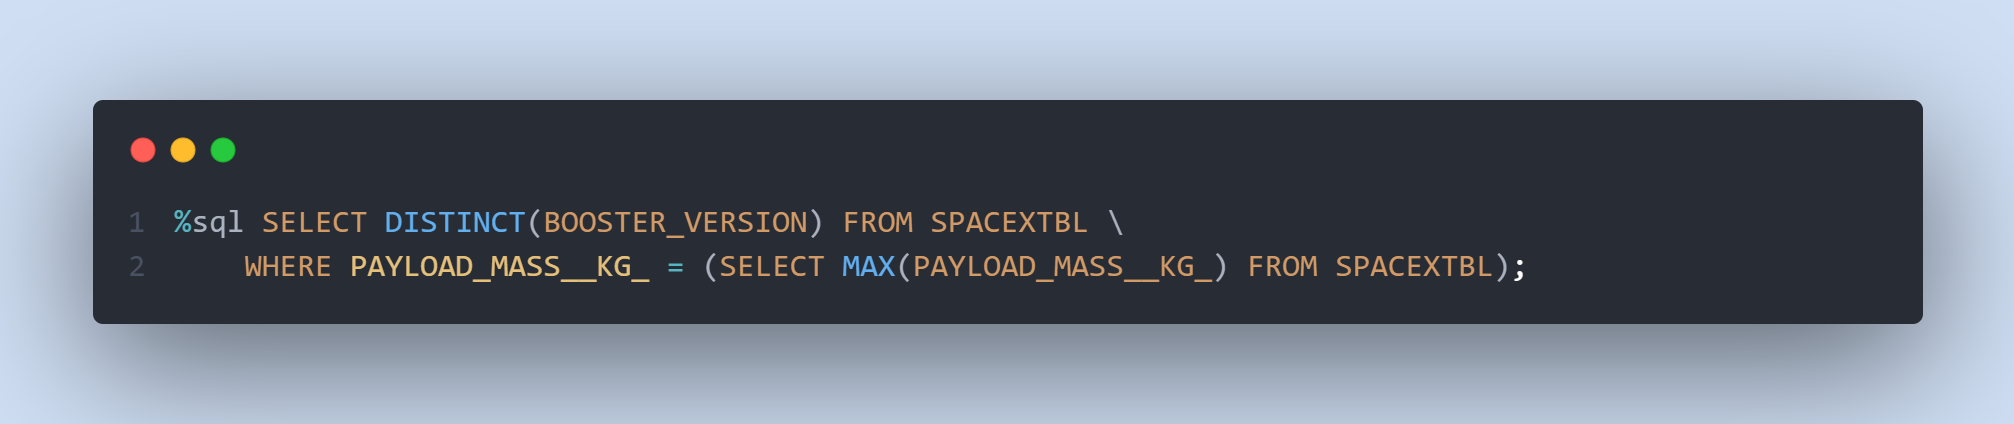 1 %sql SELECT DISTINCT(BOOSTER_VERSION) FROM SPACEXTBL \
2 WHERE PAYLOAD_MASS__KG_ = (SELECT MAX(PAYLOAD_MASS__KG_) FROM SPACEXTBL);